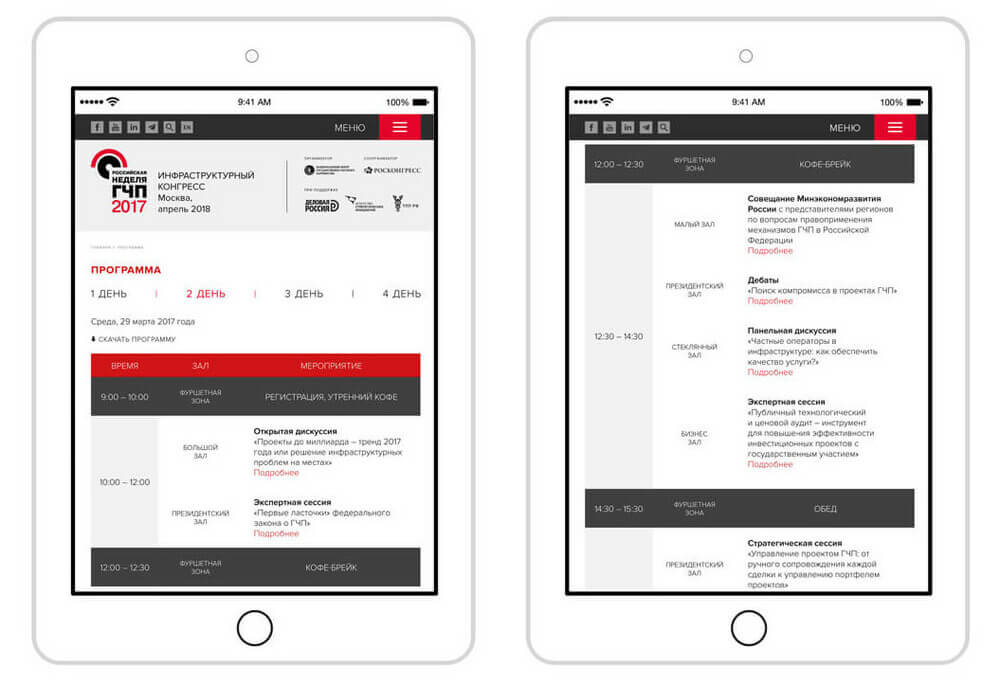 9:41 AM
100%
МЕНЮ
РОССИЙСКАЯ
НЕДЕЛЯ
ГЧП
2017
ИНФРАСТРУКТУРНЫЙ
КОНГРЕСС
Москва,
апрель 2018
ОРГАНИЗАТОР
СООРГАНИЗАТОР
РОСКОНГРЕСС
ПРИ ПОДДЕРЖКЕ
ДЕЛОВАЯ
РОССИЯ
ТПП РФ
ГЛАВНАЯ / ПРОГРАММА
ПРОГРАММА
1 ДЕНЬ | 2 ДЕНЬ | 3 ДЕНЬ | 4 ДЕНЬ
Среда, 29 марта 2017 года
СКАЧАТЬ ПРОГРАММУ
ВРЕМЯ ЗАЛ МЕРОПРИЯТИЕ
9:00 – 10:00
ФУРШЕТНАЯ
ЗОНА
РЕГИСТРАЦИЯ, УТРЕННИЙ КОФЕ
10:00 – 12:00
БОЛЬШОЙ
ЗАЛ
Открытая дискуссия
«Проекты до миллиарда – тренд 2017
года или решение инфраструктурных
проблем на местах»
Подробнее
ПРЕЗИДЕНТСКИЙ
ЗАЛ
Экспертная сессия
«Первые ласточки» федерального
закона о ГЧП»
Подробнее
12:00 – 12:30
ФУРШЕТНАЯ
ЗОНА
КОФЕ-БРЕЙК
9:41 AM
100%
МЕНЮ
12:00 – 12:30
ФУРШЕТНАЯ
ЗОНА
КОФЕ-БРЕЙК
12:30 – 14:30
МАЛЫЙ ЗАЛ
Совещание Минэкономразвития
России с представителями регионов
по вопросам правоприменения
механизмов ГЧП в Российской
Федерации
Подробнее
ПРЕЗИДЕНТСКИЙ
ЗАЛ
Дебаты
«Поиск компромисса в проектах ГЧП»
Подробнее
СТЕКЛЯННЫЙ
ЗАЛ
Панельная дискуссия
«Частные операторы в
инфраструктуре: как обеспечить
качество услуги?»
Подробнее
БИЗНЕС
ЗАЛ
Экспертная сессия
«Публичный технологический
и ценовой аудит – инструмент
для повышения эффективности
инвестиционных проектов с
государственным участием»
Подробнее
14:30 – 15:30
ФУРШЕТНАЯ
ЗОНА
ОБЕД
ПРЕЗИДЕНТСКИЙ
ЗАЛ
Стратегическая сессия
«Управление проектом ГЧП: от
ручного сопровождения каждой
сделки к управлению портфелем
проектов»